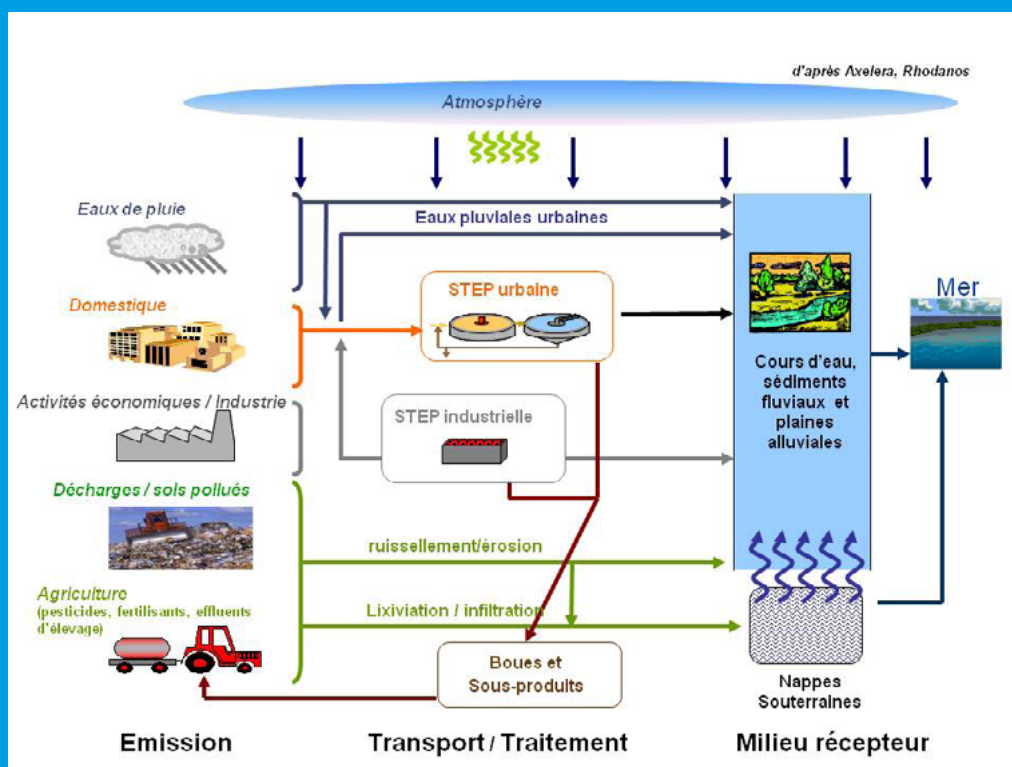 d'après Axelera, Rhodanos
Atmosphère
Eaux de pluie
Eaux pluviales urbaines
Domestique
STEP urbaine
Mer
Cours d'eau,
sédiments
fluviaux et
plaines
alluviales
Activités économiques / Industrie
STEP industrielle
Décharges / sols pollués
ruissellement/érosion
Agriculture
(pesticides, fertilisants, effluents
d'élevage)
Lixiviation / infiltration
Boues et
Sous-produits
Nappes
Souterraines
Emission
Transport / Traitement
Milieu récepteur